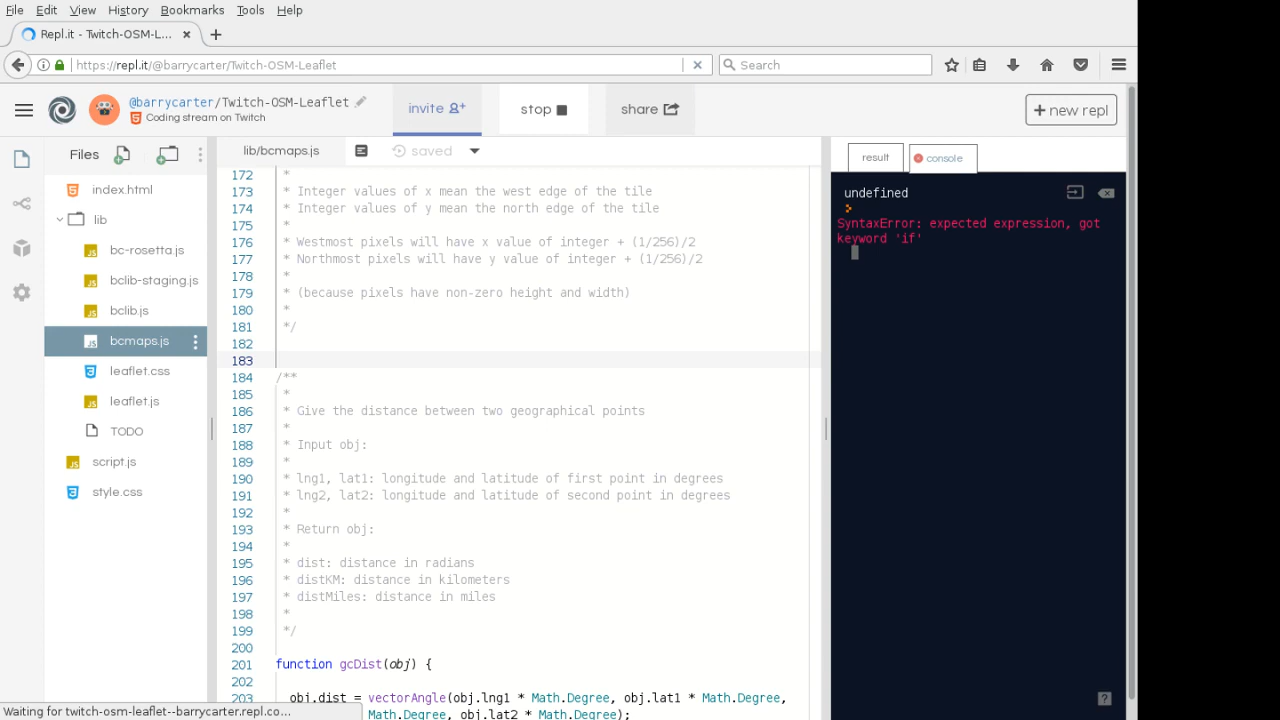 File Edit View History Bookmarks Tools Help
Repl.it - Twitch-OSM-L... × +
https://repl.it/@barrycarter/Twitch-OSM-Leaflet Search
@barrycarter/Twitch-OSM-Leaflet
Coding stream on Twitch
invite stop share + new repl
Files
lib/bcmaps.js saved
result console
index.html
lib
bc-rosetta.js
bclib-staging.js
bclib.js
bcmaps.js
leaflet.css
leaflet.js
TODO
script.js
style.css
172 *
173 * Integer values of x mean the west edge of the tile
174 * Integer values of y mean the north edge of the tile
175 *
176 * Westmost pixels will have x value of integer + (1/256)/2
177 * Northmost pixels will have y value of integer + (1/256)/2
178 *
179 * (because pixels have non-zero height and width)
180 *
181 */
182
183
184 /**
185 *
186 * Give the distance between two geographical points
187 *
188 * Input obj:
189 *
190 * lng1, lat1: longitude and latitude of first point in degrees
191 * lng2, lat2: longitude and latitude of second point in degrees
192 *
193 * Return obj:
194 *
195 * dist: distance in radians
196 * distKM: distance in kilometers
197 * distMiles: distance in miles
198 *
199 */
200
201 function gcDist(obj) {
202
203 obj.dist = vectorAngle(obj.lng1 * Math.Degree, obj.lat1 * Math.Degree,
Math.Degree, obj.lat2 * Math.Degree);
undefined
>
SyntaxError: expected expression, got
keyword 'if'
?
Waiting for twitch-osm-leaflet--barrycarter.repl.co...